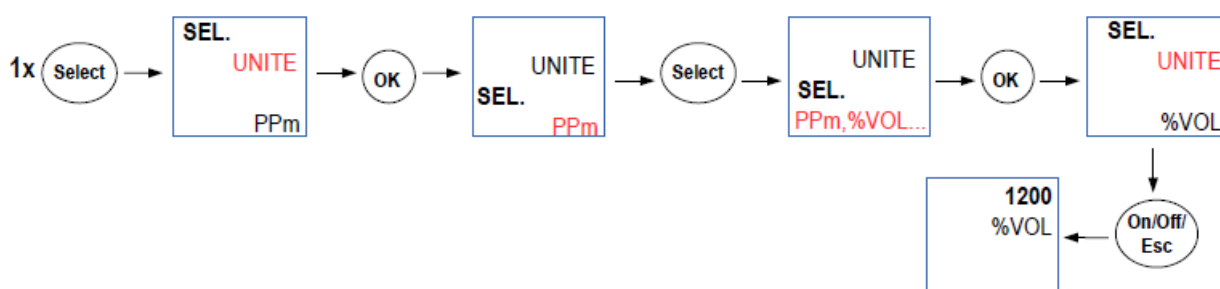 1x
Select
SEL.
UNITE
PPm
OK
UNITE
SEL.
PPm
Select
UNITE
SEL.
PPm,%VOL...
OK
SEL.
UNITE
%VOL
On/Off/
Esc
1200
%VOL